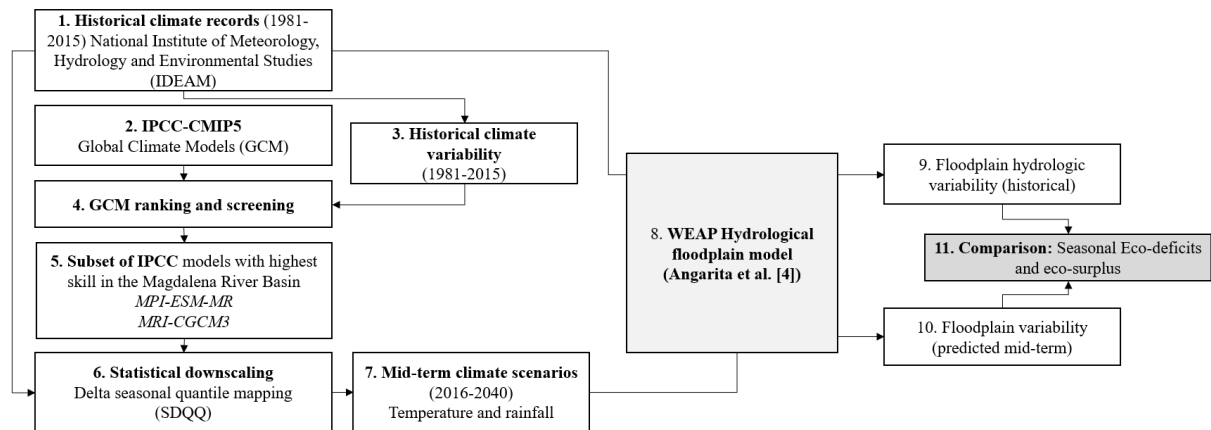 1. Historical climate records (1981-
2015) National Institute of Meteorology,
Hydrology and Environmental Studies
(IDEAM)
2. IPCC-CMIP5
Global Climate Models (GCM)
3. Historical climate
variability
(1981-2015)
4. GCM ranking and screening
5. Subset of IPCC models with highest
skill in the Magdalena River Basin
MPI-ESM-MR
MRI-CGCM3
6. Statistical downscaling
Delta seasonal quantile mapping
(SDQQ)
7. Mid-term climate scenarios
(2016-2040)
Temperature and rainfall
8. WEAP Hydrological
floodplain model
(Angarita et al. [4])
9. Floodplain hydrologic
variability (historical)
11. Comparison: Seasonal Eco-deficits
and eco-surplus
10. Floodplain variability
(predicted mid-term)